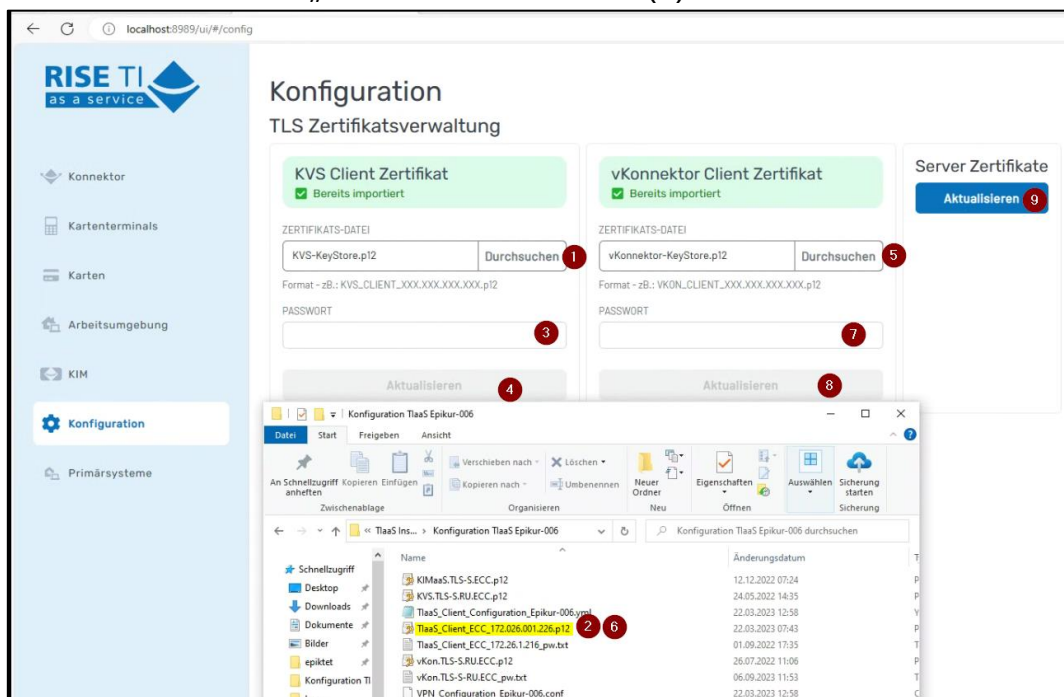 localhost:8989/ui/#/config
RISE TI
as a service
Konfiguration
TLS Zertifikatsverwaltung
Konnektor
Kartenterminals
Karten
Arbeitsumgebung
KIM
Konfiguration
Primärsysteme
KVS Client Zertifikat
Bereits importiert
ZERTIFIKATS-DATEI
KVS-KeyStore.p12 Durchsuchen 1
Format - zB.: KVS_CLIENT_XXX.XXX.XXX.XXX.p12
PASSWORT
3
Aktualisieren 4
vKonnektor Client Zertifikat
Bereits importiert
ZERTIFIKATS-DATEI
vKonnektor-KeyStore.p12 Durchsuchen 5
Format - zB.: VKON_CLIENT_XXX.XXX.XXX.XXX.p12
PASSWORT
7
Aktualisieren 8
Server Zertifikate
Aktualisieren 9
Konfiguration TIaaS Epikur-006
Datei Start Freigeben Ansicht
An Schnellzugriff anheften
Kopieren
Einfügen
Verschieben nach
Kopieren nach
Löschen
Umbenennen
Neuer Ordner
Eigenschaften
Auswählen
Sicherung starten
Zwischenablage Organisieren Neu Öffnen Sicherung
« TIaaS Ins... > Konfiguration TIaaS Epikur-006
Konfiguration TIaaS Epikur-006 durchsuchen
Schnellzugriff
Desktop
Downloads
Dokumente
Bilder
epiktet
Konfiguration TI
Name Änderungsdatum
KIMaaS.TLS-S.ECC.p12 12.12.2022 07:24
KVS.TLS-S.RU.ECC.p12 24.05.2022 14:35
TIaaS_Client_Configuration_Epikur-006.yml 22.03.2023 12:58
TIaaS_Client_ECC_172.026.001.226.p12 2 6 22.03.2023 07:43
TIaaS_Client_ECC_172.26.1.216_pw.txt 01.09.2022 17:35
vKon.TLS-S-RU.ECC.p12 26.07.2022 11:06
vKon.TLS-S-RU.ECC_pw.txt 06.09.2023 11:53
VPN_Configuration_Epikur-006.conf 22.03.2023 12:58